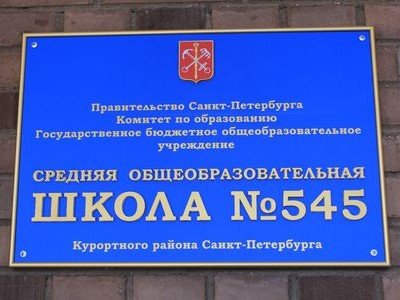 Правительство Санкт-Петербурга
Комитет по образованию
Государственное бюджетное общеобразовательное
учреждение
СРЕДНЯЯ ОБЩЕОБРАЗОВАТЕЛЬНАЯ
ШКОЛА №545
Курортного района Санкт-Петербурга